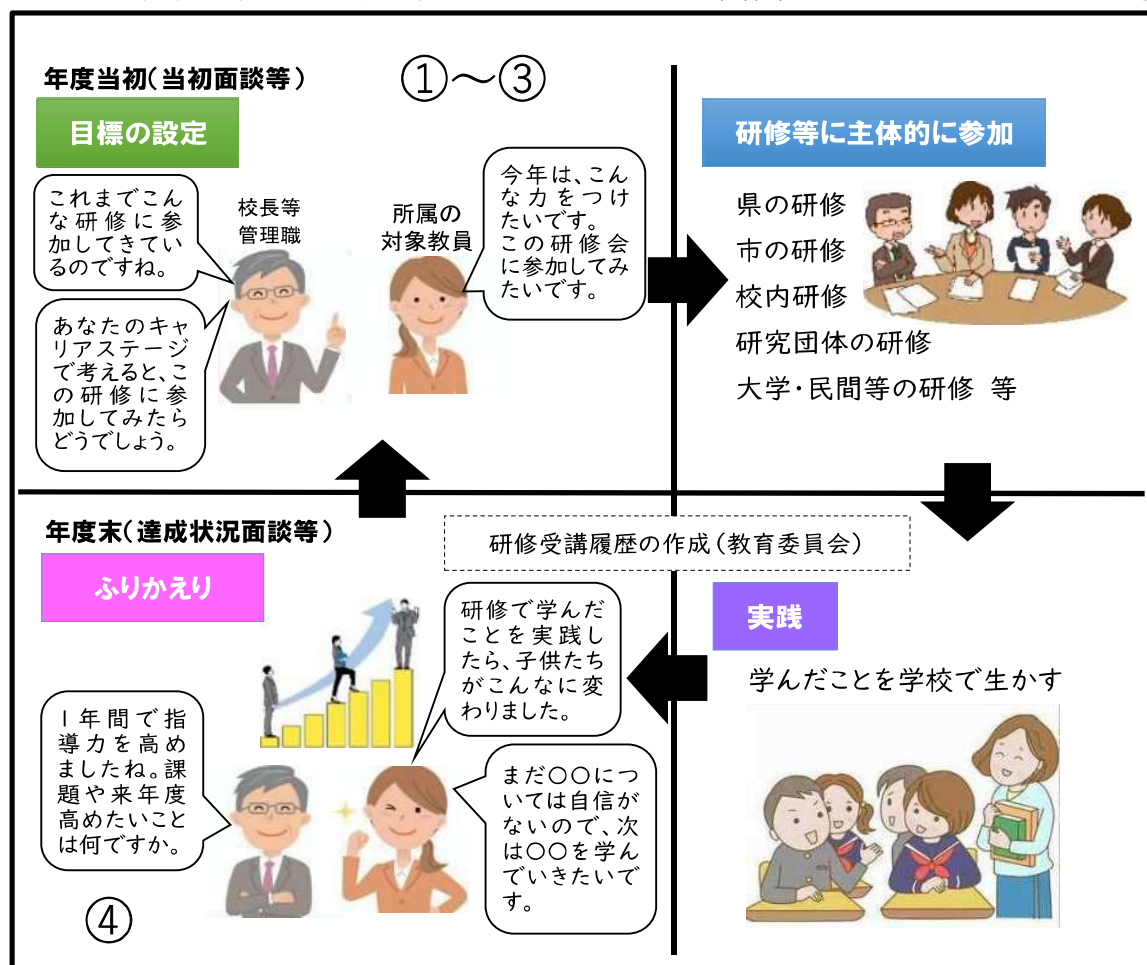 年度当初(当初面談等)
①～③
目標の設定
これまでこん
な研修に参
加してきてい
るのですね。
校長等
管理職
所属の
対象教員
今年は、こん
な力をつけ
たいです。
この研修会
に参加してみ
たいです。
あなたのキャ
リアステージ
で考えると、こ
の研修に参
加してみたら
どうでしょう。
研修等に主体的に参加
県の研修
市の研修
校内研修
研究団体の研修
大学・民間等の研修 等
研修受講履歴の作成(教育委員会)
実践
学んだことを学校で生かす
年度末(達成状況面談等)
ふりかえり
研修で学んだ
ことを実践し
たら、子供たち
がこんなに変
わりました。
1年間で指
導力を高め
ましたね。課
題や来年度
高めたいこと
は何ですか。
まだ〇〇につ
いては自信が
ないので、次
は〇〇を学ん
でいきたいで
す。
④